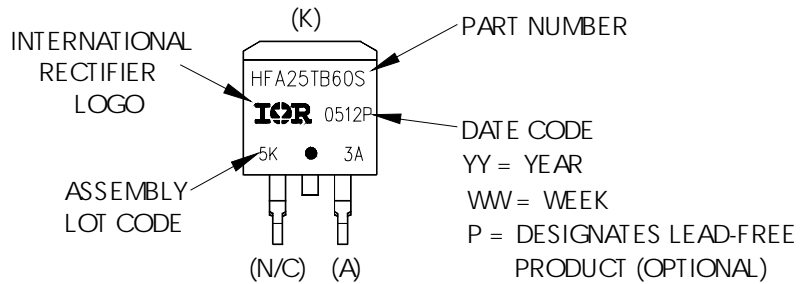 (K)
INTERNATIONAL
RECTIFIER
LOGO
PART NUMBER
HFA25TB60S
IOR 0512P
5K 3A
ASSEMBLY
LOT CODE
DATE CODE
YY = YEAR
WW = WEEK
P = DESIGNATES LEAD-FREE
PRODUCT (OPTIONAL)
(N/C) (A)